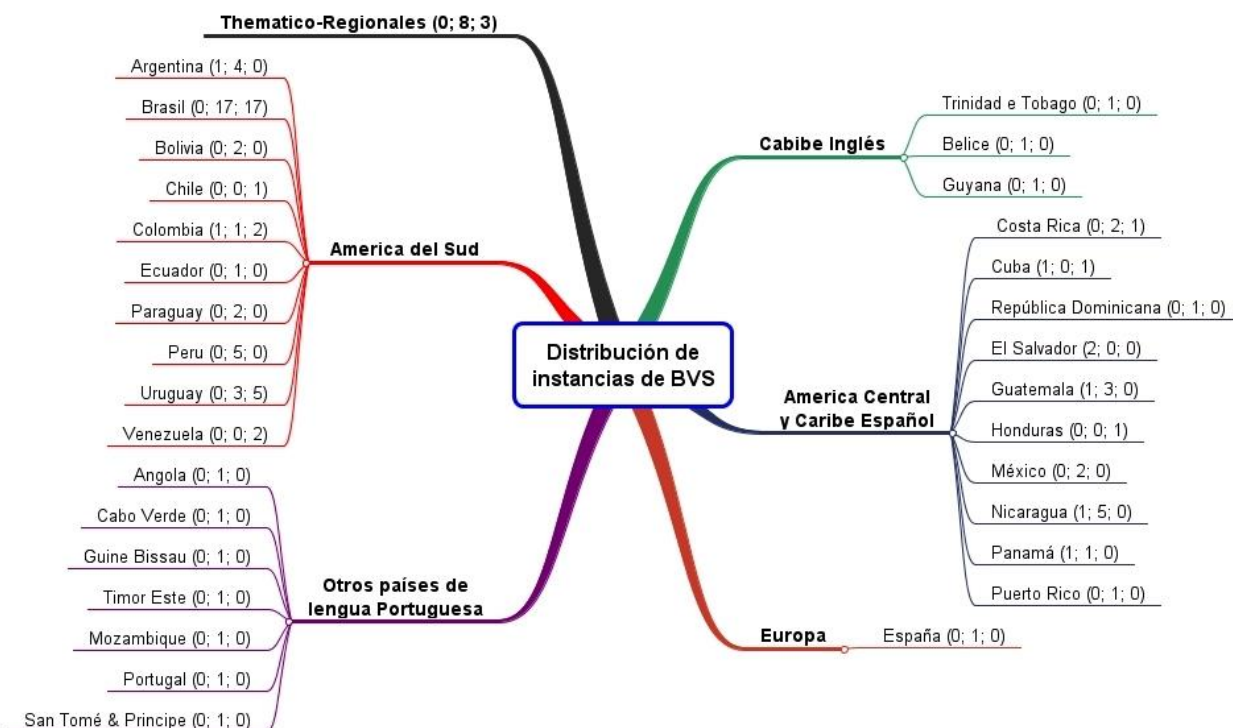 Thematico-Regionales (0; 8; 3)
Argentina (1; 4; 0)
Brasil (0; 17; 17)
Bolivia (0; 2; 0)
Chile (0; 0; 1)
Colombia (1; 1; 2)
Ecuador (0; 1; 0)
Paraguay (0; 2; 0)
Peru (0; 5; 0)
Uruguay (0; 3; 5)
Venezuela (0; 0; 2)
America del Sud
Angola (0; 1; 0)
Cabo Verde (0; 1; 0)
Guine Bissau (0; 1; 0)
Timor Este (0; 1; 0)
Mozambique (0; 1; 0)
Portugal (0; 1; 0)
San Tomé & Principe (0; 1; 0)
Otros países de
lengua Portuguesa
Distribución de
instancias de BVS
Cabibe Inglés
Trinidad e Tobago (0; 1; 0)
Belice (0; 1; 0)
Guyana (0; 1; 0)
America Central
y Caribe Español
Costa Rica (0; 2; 1)
Cuba (1; 0; 1)
República Dominicana (0; 1; 0)
El Salvador (2; 0; 0)
Guatemala (1; 3; 0)
Honduras (0; 0; 1)
México (0; 2; 0)
Nicaragua (1; 5; 0)
Panamá (1; 1; 0)
Puerto Rico (0; 1; 0)
Europa
España (0; 1; 0)